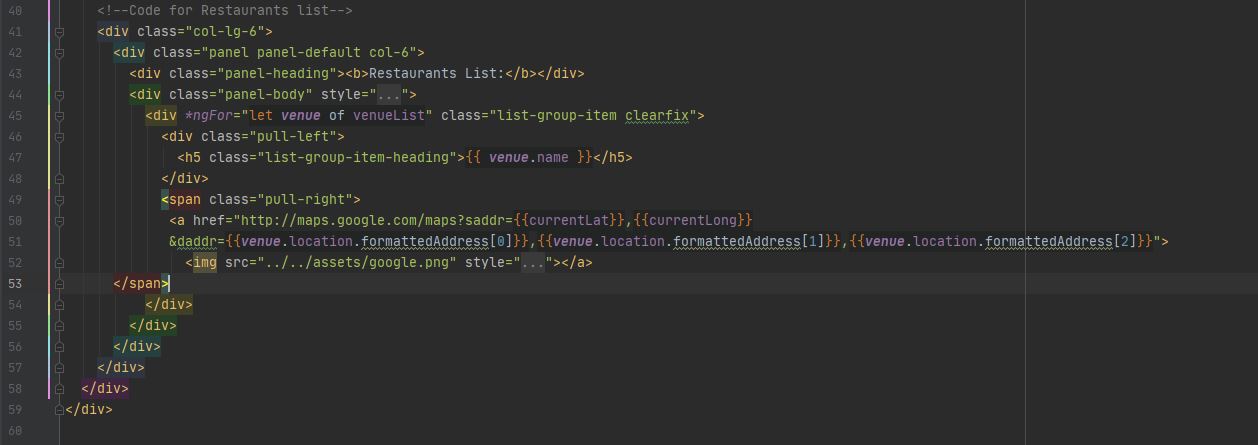 40 <!--Code for Restaurants list-->
41 <div class="col-lg-6">
42 <div class="panel panel-default col-6">
43 <div class="panel-heading"><b>Restaurants List:</b></div>
44 <div class="panel-body" style="...">
45 <div *ngFor="let venue of venueList" class="list-group-item clearfix">
46 <div class="pull-left">
47 <h5 class="list-group-item-heading">{{ venue.name }}</h5>
48 </div>
49 <span class="pull-right">
50 <a href="http://maps.google.com/maps?saddr={{currentLat}},{{currentLong}}
51 &daddr={{venue.location.formattedAddress[0]}},{{venue.location.formattedAddress[1]}},{{venue.location.formattedAddress[2]}}">
52 <img src="../../assets/google.png" style="..."></a>
53 </span>
54 </div>
55 </div>
56 </div>
57 </div>
58 </div>
59 </div>
60